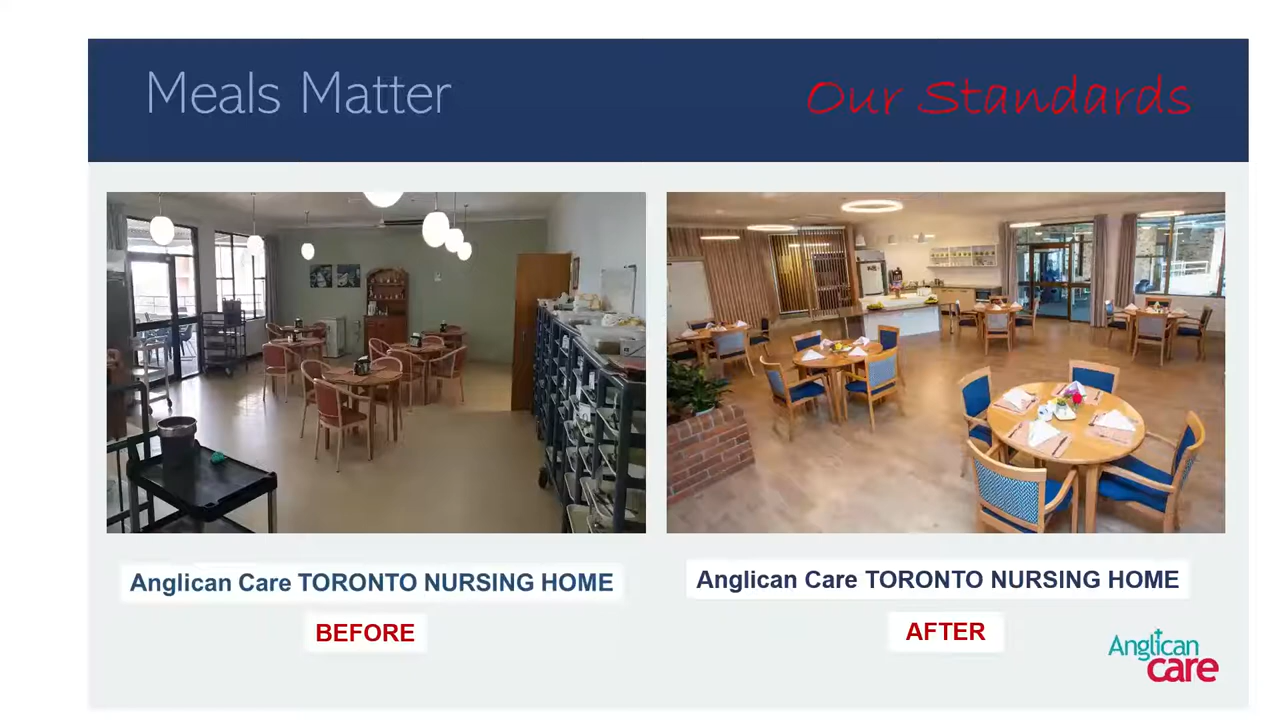 Meals Matter
Our Standards
Anglican Care TORONTO NURSING HOME
BEFORE
Anglican Care TORONTO NURSING HOME
AFTER
Anglican
care